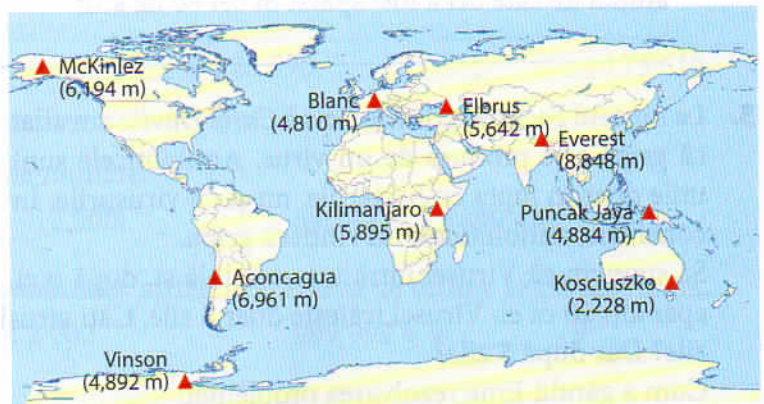 McKinlez
(6,194 m)
Blanc
(4,810 m)
Elbrus
(5,642 m)
Everest
(8,848 m)
Kilimanjaro
(5,895 m)
Puncak Jaya
(4,884 m)
Aconcagua
(6,961 m)
Kosciuszko
(2,228 m)
Vinson
(4,892 m)